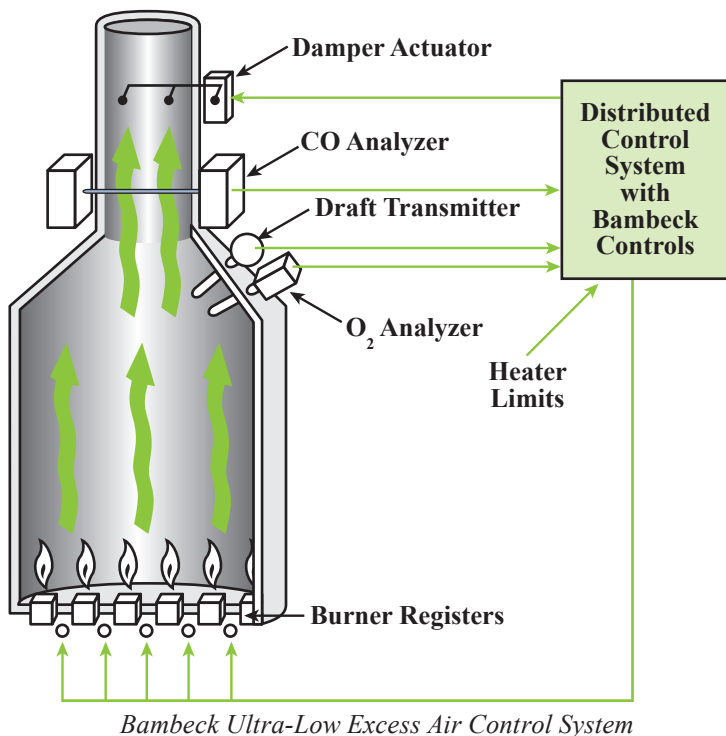 Damper Actuator
CO Analyzer
Draft Transmitter
O₂ Analyzer
Distributed
Control
System
with
Bambeck
Controls
Heater
Limits
Burner Registers
Bambeck Ultra-Low Excess Air Control System